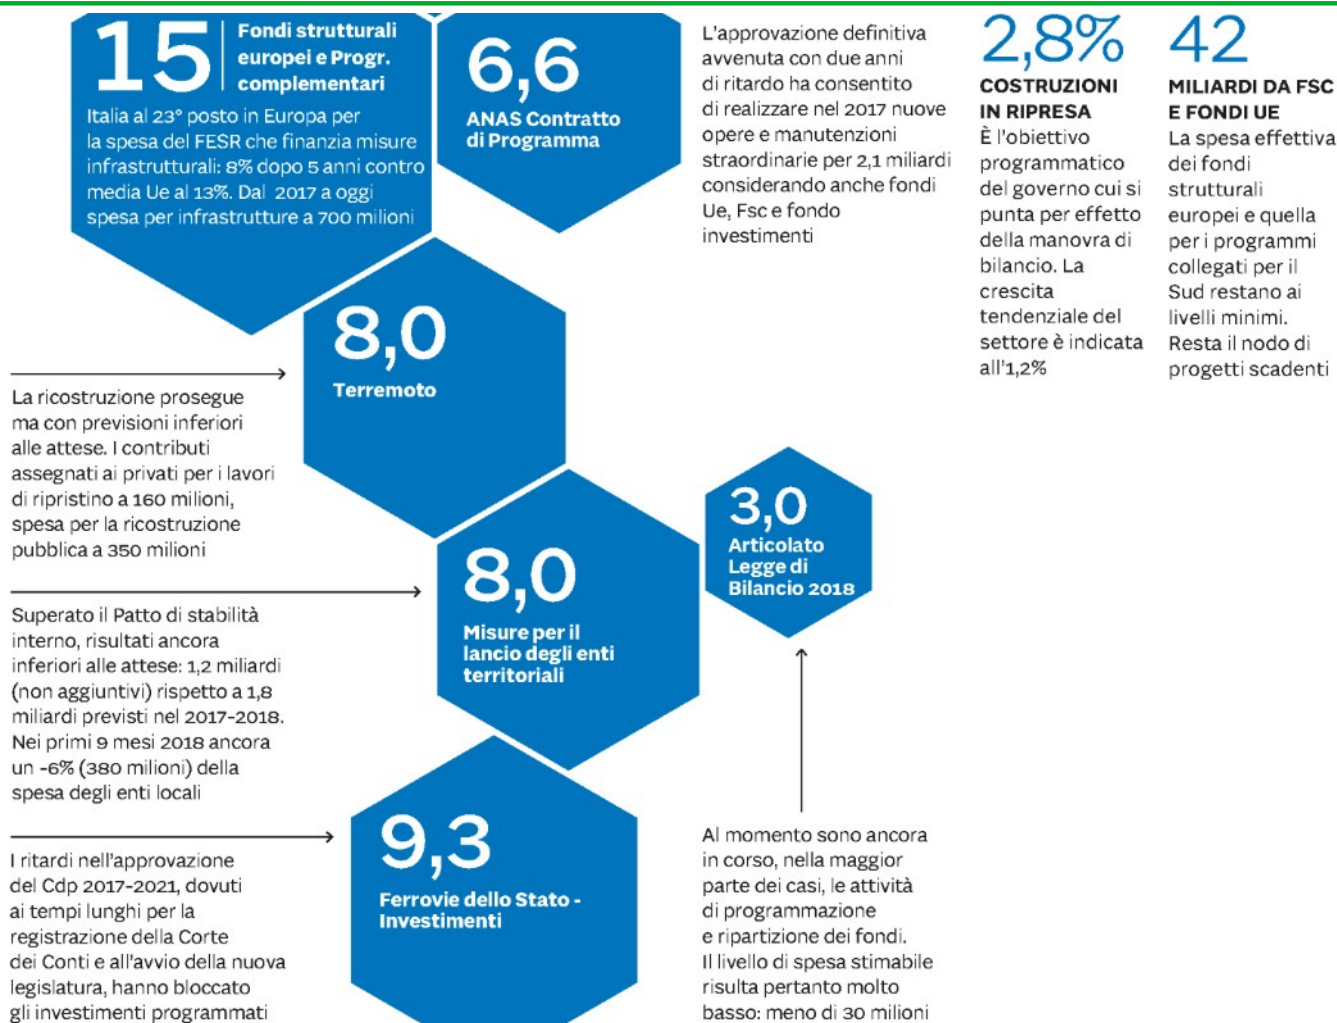 15
Fondi strutturali
europei e Progr.
complementari
Italia al 23° posto in Europa per
la spesa del FESR che finanzia misure
infrastrutturali: 8% dopo 5 anni contro
media Ue al 13%. Dal 2017 a oggi
spesa per infrastrutture a 700 milioni
6,6
ANAS Contratto
di Programma
L'approvazione definitiva
avvenuta con due anni
di ritardo ha consentito
di realizzare nel 2017 nuove
opere e manutenzioni
straordinarie per 2,1 miliardi
considerando anche fondi
Ue, Fsc e fondo
investimenti
2,8%
COSTRUZIONI
IN RIPRESA
È l'obiettivo
programmatico
del governo cui si
punta per effetto
della manovra di
bilancio. La
crescita
tendenziale del
settore è indicata
all'1,2%
42
MILIARDI DA FSC
E FONDI UE
La spesa effettiva
dei fondi
strutturali
europei e quella
per i programmi
collegati per il
Sud restano ai
livelli minimi.
Resta il nodo di
progetti scadenti
8,0
Terremoto
La ricostruzione prosegue
ma con previsioni inferiori
alle attese. I contributi
assegnati ai privati per i lavori
di ripristino a 160 milioni,
spesa per la ricostruzione
pubblica a 350 milioni
8,0
Misure per il
lancio degli enti
territoriali
3,0
Articolato
Legge di
Bilancio 2018
Superato il Patto di stabilità
interno, risultati ancora
inferiori alle attese: 1,2 miliardi
(non aggiuntivi) rispetto a 1,8
miliardi previsti nel 2017-2018.
Nei primi 9 mesi 2018 ancora
un -6% (380 milioni) della
spesa degli enti locali
9,3
Ferrovie dello Stato -
Investimenti
I ritardi nell'approvazione
del Cdp 2017-2021, dovuti
ai tempi lunghi per la
registrazione della Corte
dei Conti e all'avvio della nuova
legislatura, hanno bloccato
gli investimenti programmati
Al momento sono ancora
in corso, nella maggior
parte dei casi, le attività
di programmazione
e ripartizione dei fondi.
Il livello di spesa stimabile
risulta pertanto molto
basso: meno di 30 milioni